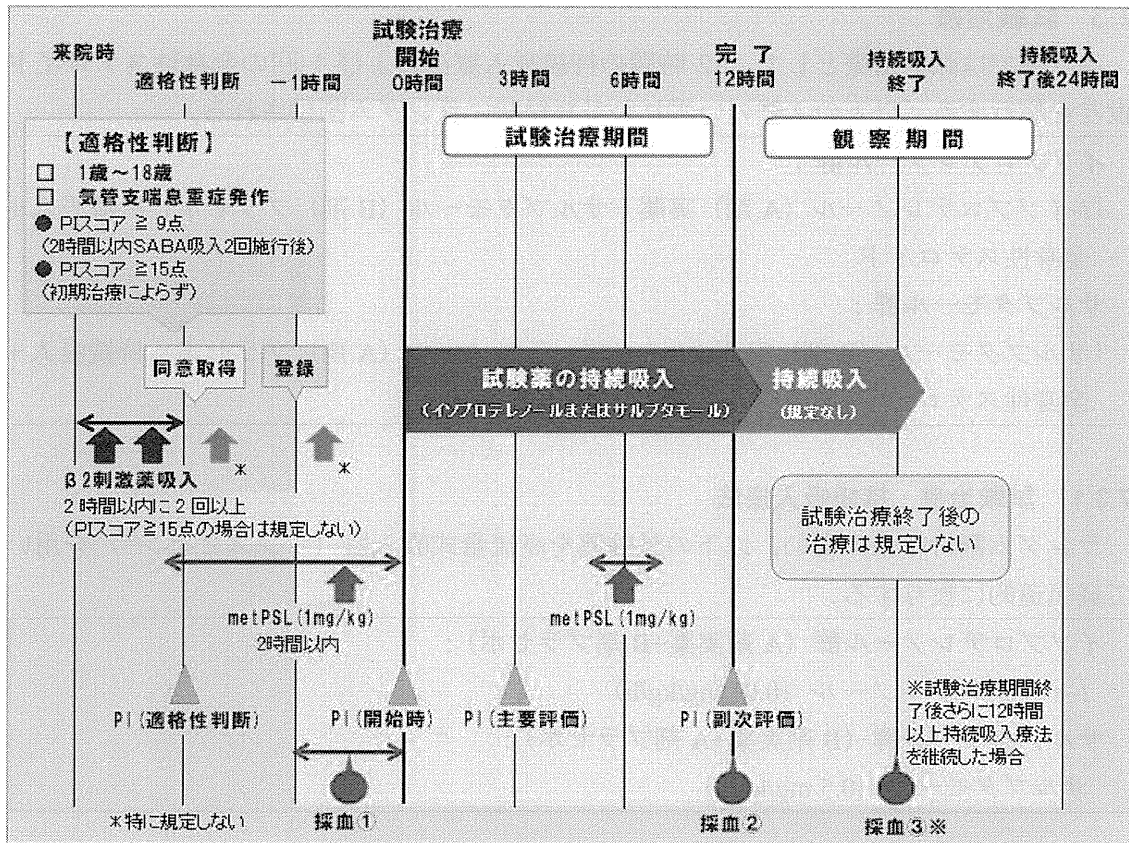 来院時
適格性判断
－1時間
試験治療
開始
0時間
3時間
6時間
完了
12時間
持続吸入
終了
持続吸入
終了後24時間
【適格性判断】
□ 1歳～18歳
□ 気管支喘息重症発作
● PIスコア ≧ 9点
（2時間以内SABA吸入2回施行後）
● PIスコア ≧15点
（初期治療によらず）
試験治療期間
観察期間
同意取得
登録
試験薬の持続吸入
（イソプロテレノールまたはサルブタモール）
持続吸入
（規定なし）
*
*
β2刺激薬吸入
2時間以内に2回以上
（PIスコア≧15点の場合は規定しない）
試験治療終了後の
治療は規定しない
metPSL(1mg/kg)
2時間以内
metPSL(1mg/kg)
PI（適格性判断）
PI（開始時）
PI（主要評価）
PI（副次評価）
※試験治療期間終
了後さらに12時間
以上持続吸入療法
を継続した場合
*特に規定しない
採血①
採血②
採血③※